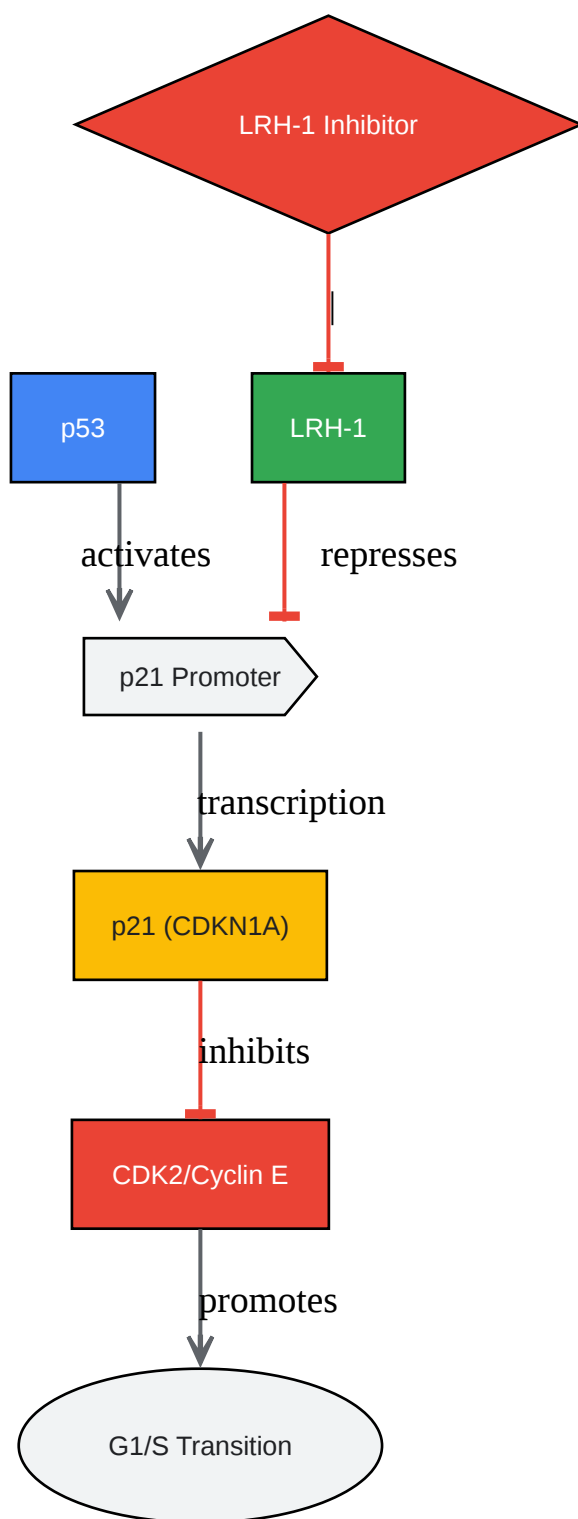 LRH-1 Inhibitor
|
p53
LRH-1
activates
represses
p21 Promoter
transcription
p21 (CDKN1A)
inhibits
CDK2/Cyclin E
promotes
G1/S Transition